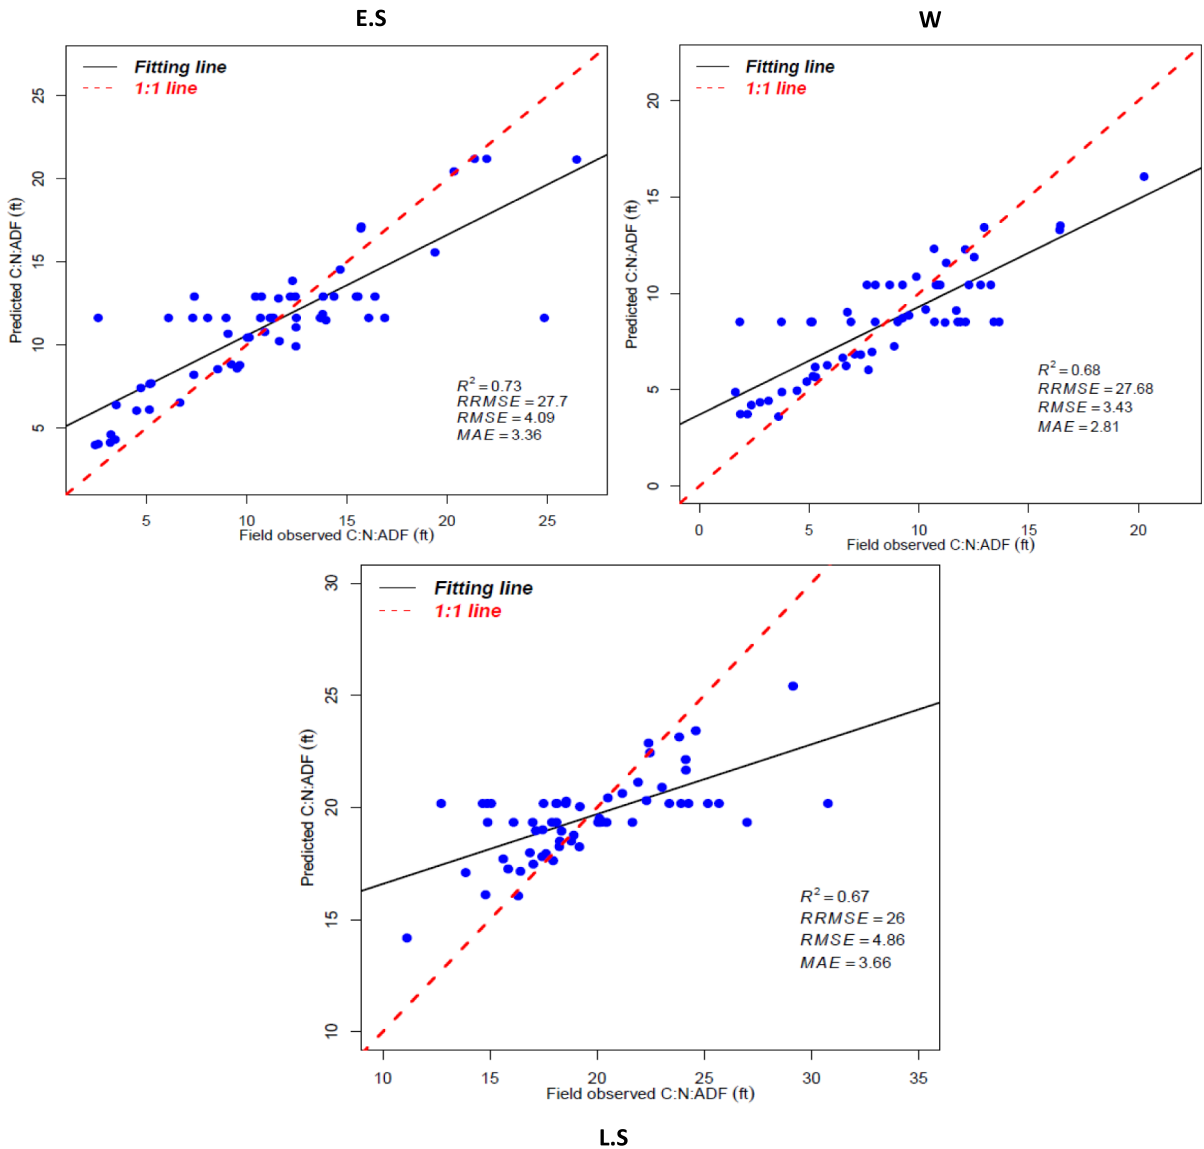 E.S
Fitting line
1:1 line
Predicted C:N:ADF (ft)
25
20
15
10
5
R² = 0.73
RRMSE = 27.7
RMSE = 4.09
MAE = 3.36
5 10 15 20 25
Field observed C:N:ADF (ft)
W
Fitting line
1:1 line
Predicted C:N:ADF (ft)
20
15
10
5
0
R² = 0.68
RRMSE = 27.68
RMSE = 3.43
MAE = 2.81
0 5 10 15 20
Field observed C:N:ADF (ft)
Fitting line
1:1 line
Predicted C:N:ADF (ft)
30
25
20
15
10
R² = 0.67
RRMSE = 26
RMSE = 4.86
MAE = 3.66
10 15 20 25 30 35
Field observed C:N:ADF (ft)
L.S